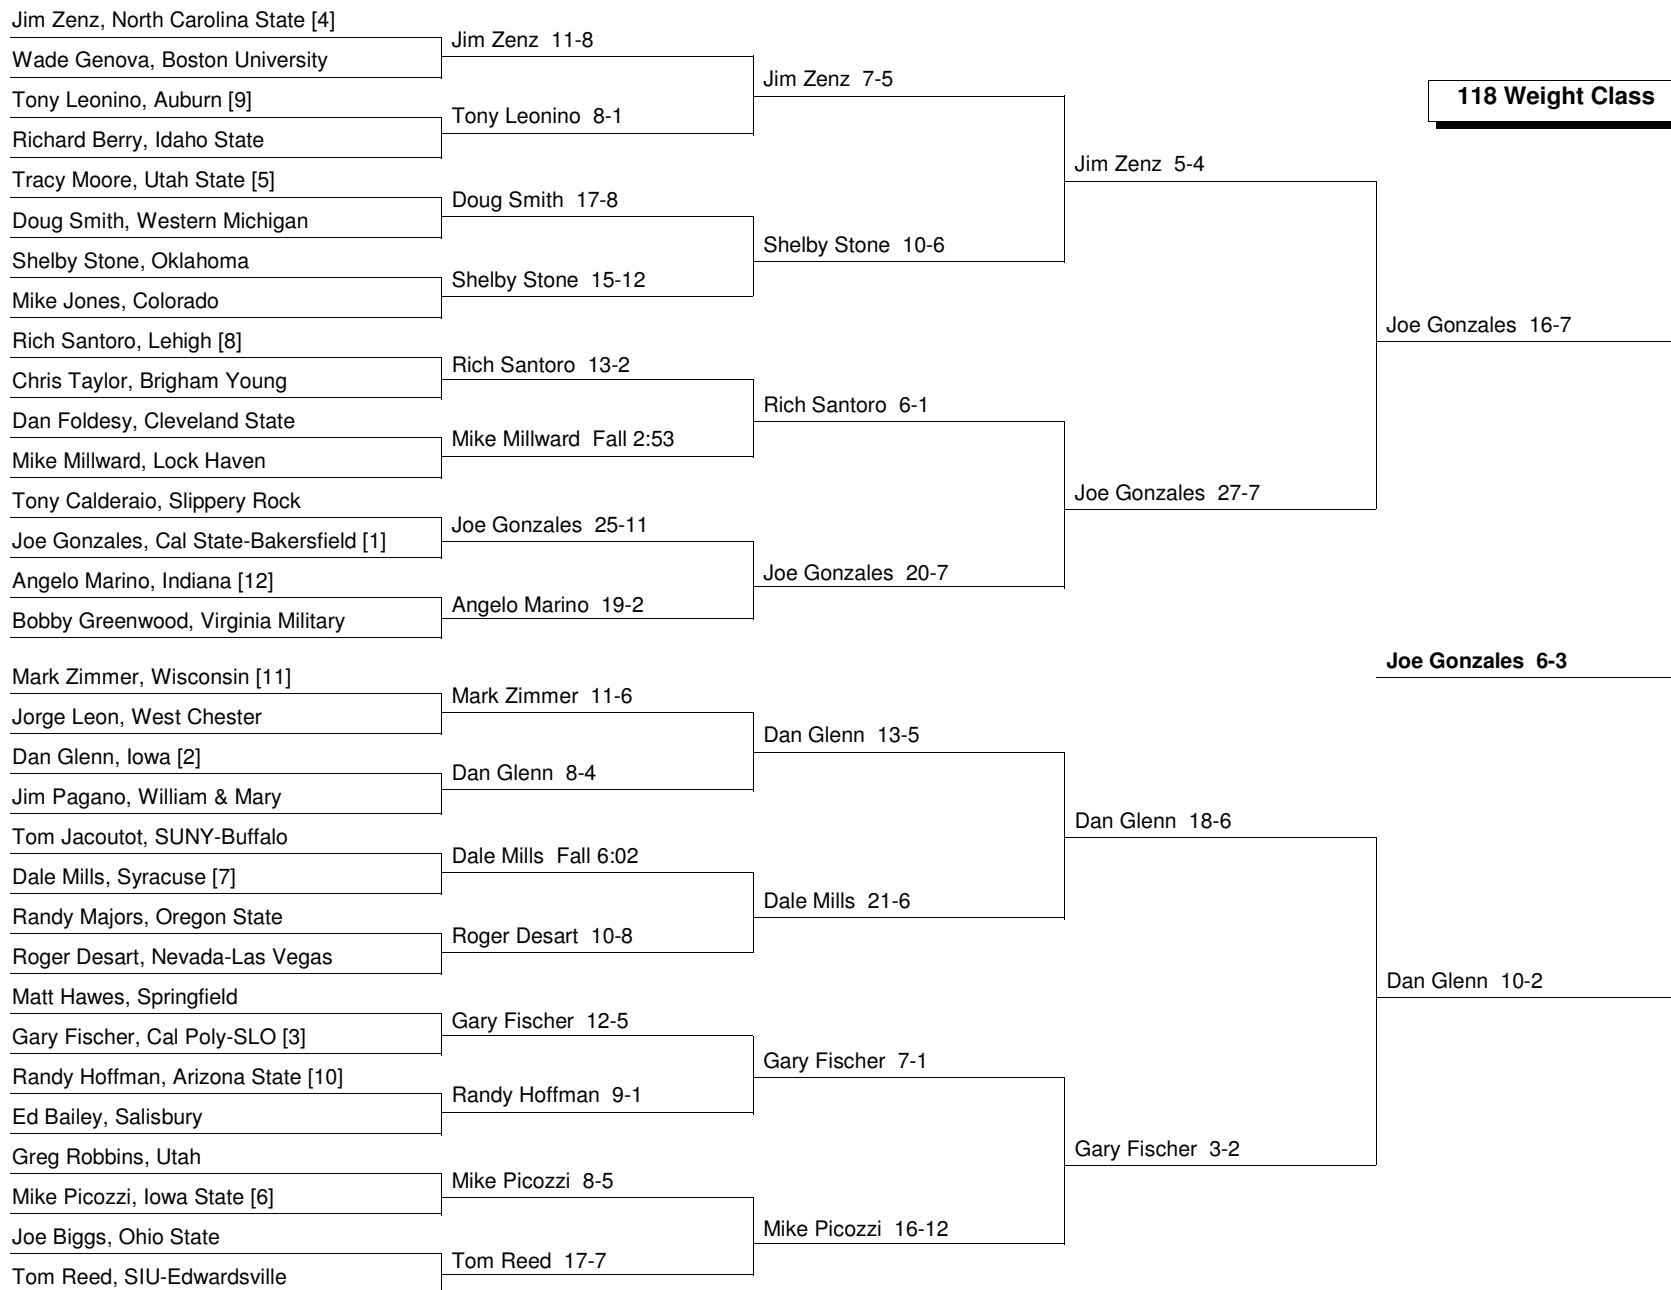 Jim Zenz, North Carolina State [4]
Wade Genova, Boston University
Tony Leonino, Auburn [9]
Richard Berry, Idaho State
Tracy Moore, Utah State [5]
Doug Smith, Western Michigan
Shelby Stone, Oklahoma
Mike Jones, Colorado
Rich Santoro, Lehigh [8]
Chris Taylor, Brigham Young
Dan Foldesy, Cleveland State
Mike Millward, Lock Haven
Tony Calderaio, Slippery Rock
Joe Gonzales, Cal State-Bakersfield [1]
Angelo Marino, Indiana [12]
Bobby Greenwood, Virginia Military
Mark Zimmer, Wisconsin [11]
Jorge Leon, West Chester
Dan Glenn, Iowa [2]
Jim Pagano, William & Mary
Tom Jacoutot, SUNY-Buffalo
Dale Mills, Syracuse [7]
Randy Majors, Oregon State
Roger Desart, Nevada-Las Vegas
Matt Hawes, Springfield
Gary Fischer, Cal Poly-SLO [3]
Randy Hoffman, Arizona State [10]
Ed Bailey, Salisbury
Greg Robbins, Utah
Mike Picozzi, Iowa State [6]
Joe Biggs, Ohio State
Tom Reed, SIU-Edwardsville
Jim Zenz 11-8
Tony Leonino 8-1
Doug Smith 17-8
Shelby Stone 15-12
Rich Santoro 13-2
Mike Millward Fall 2:53
Joe Gonzales 25-11
Angelo Marino 19-2
Mark Zimmer 11-6
Dan Glenn 8-4
Dale Mills Fall 6:02
Roger Desart 10-8
Gary Fischer 12-5
Randy Hoffman 9-1
Mike Picozzi 8-5
Tom Reed 17-7
Jim Zenz 7-5
Shelby Stone 10-6
Rich Santoro 6-1
Joe Gonzales 20-7
Dan Glenn 13-5
Dale Mills 21-6
Gary Fischer 7-1
Mike Picozzi 16-12
Jim Zenz 5-4
Joe Gonzales 27-7
Dan Glenn 18-6
Gary Fischer 3-2
118 Weight Class
Joe Gonzales 16-7
Joe Gonzales 6-3
Dan Glenn 10-2